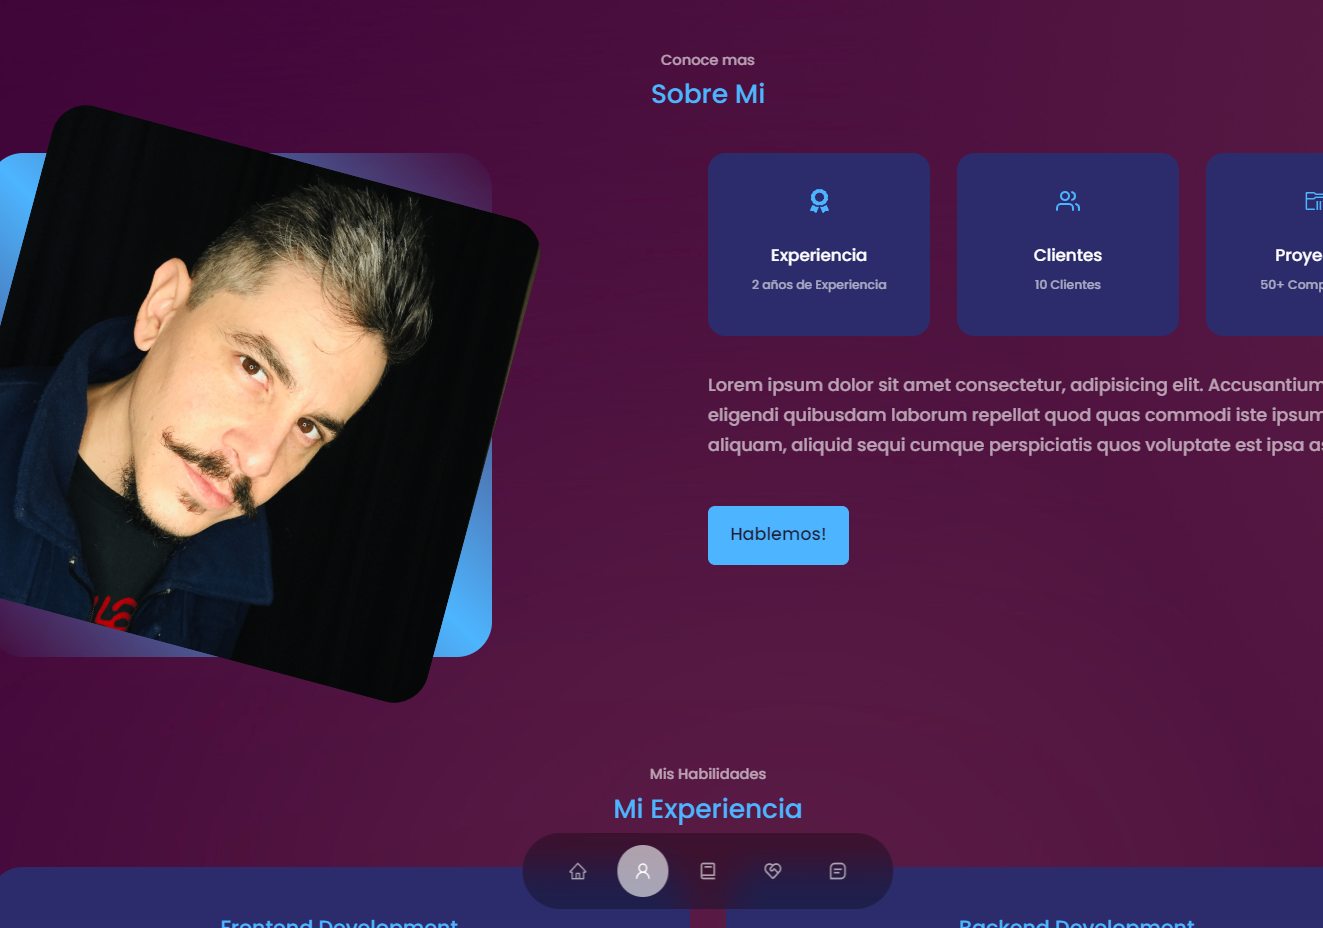 Conoce mas
Sobre Mi
Experiencia
2 años de Experiencia
Clientes
10 Clientes
50+
Lorem ipsum dolor sit amet consectetur, adipisicing elit. Accusantium
eligendi quibusdam laborum repellat quod quas commodi iste ipsum
aliquam, aliquid sequi cumque perspiciatis quos voluptate est ipsa
Hablemos!
Mis Habilidades
Mi Experiencia
Frontend Development
Backend Development